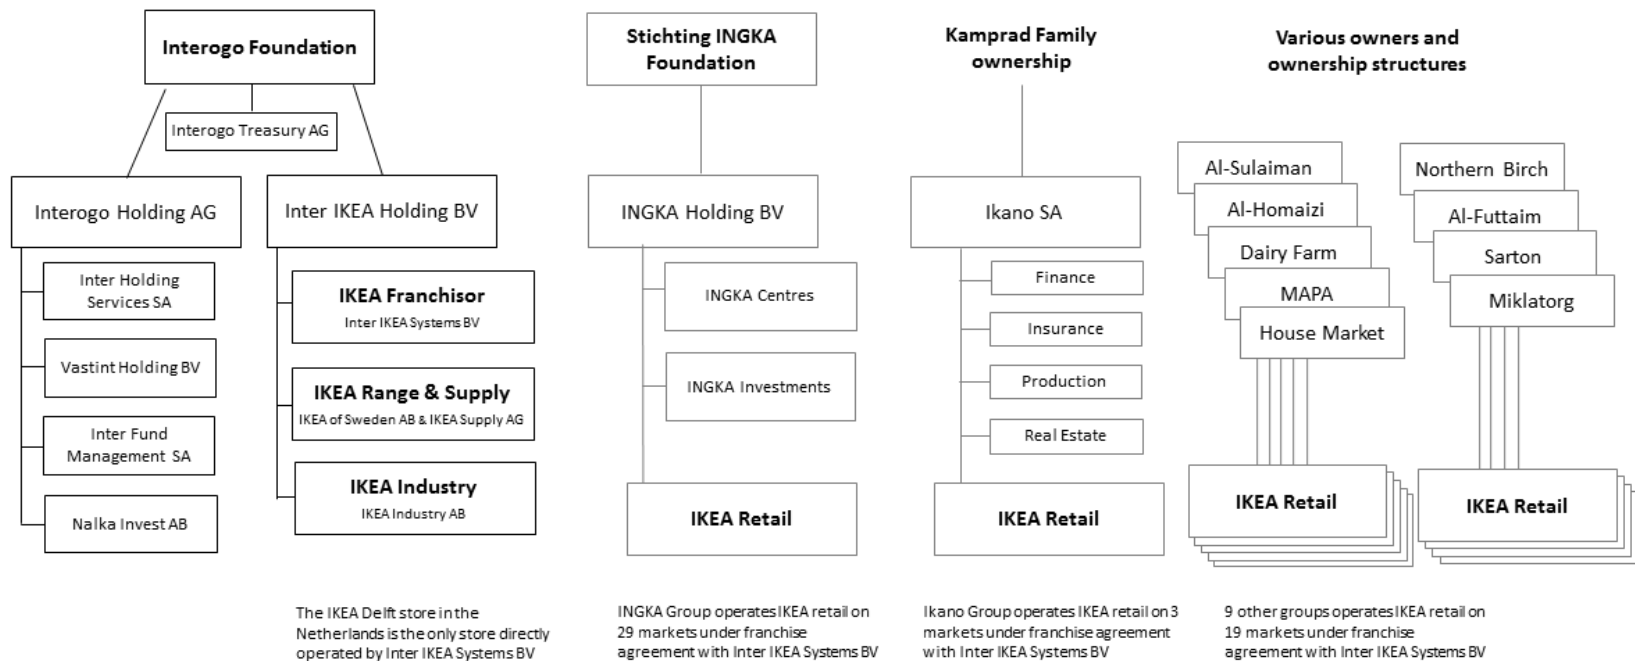 Interogo Foundation
Interogo Treasury AG
Interogo Holding AG
Inter Holding
Services SA
Vastint Holding BV
Inter Fund
Management SA
Nalka Invest AB
Inter IKEA Holding BV
IKEA Franchisor
Inter IKEA Systems BV
IKEA Range & Supply
IKEA of Sweden AB & IKEA Supply AG
IKEA Industry
IKEA Industry AB
The IKEA Delft store in the
Netherlands is the only store directly
operated by Inter IKEA Systems BV
Stichting INGKA
Foundation
INGKA Holding BV
INGKA Centres
INGKA Investments
IKEA Retail
INGKA Group operates IKEA retail on
29 markets under franchise
agreement with Inter IKEA Systems BV
Kamprad Family
ownership
Ikano SA
Finance
Insurance
Production
Real Estate
IKEA Retail
Ikano Group operates IKEA retail on 3
markets under franchise agreement
with Inter IKEA Systems BV
Various owners and
ownership structures
Al-Sulaiman
Al-Homaizi
Dairy Farm
MAPA
House Market
IKEA Retail
Northern Birch
Al-Futtaim
Sarton
Miklatorg
IKEA Retail
9 other groups operates IKEA retail on
19 markets under franchise
agreement with Inter IKEA Systems BV